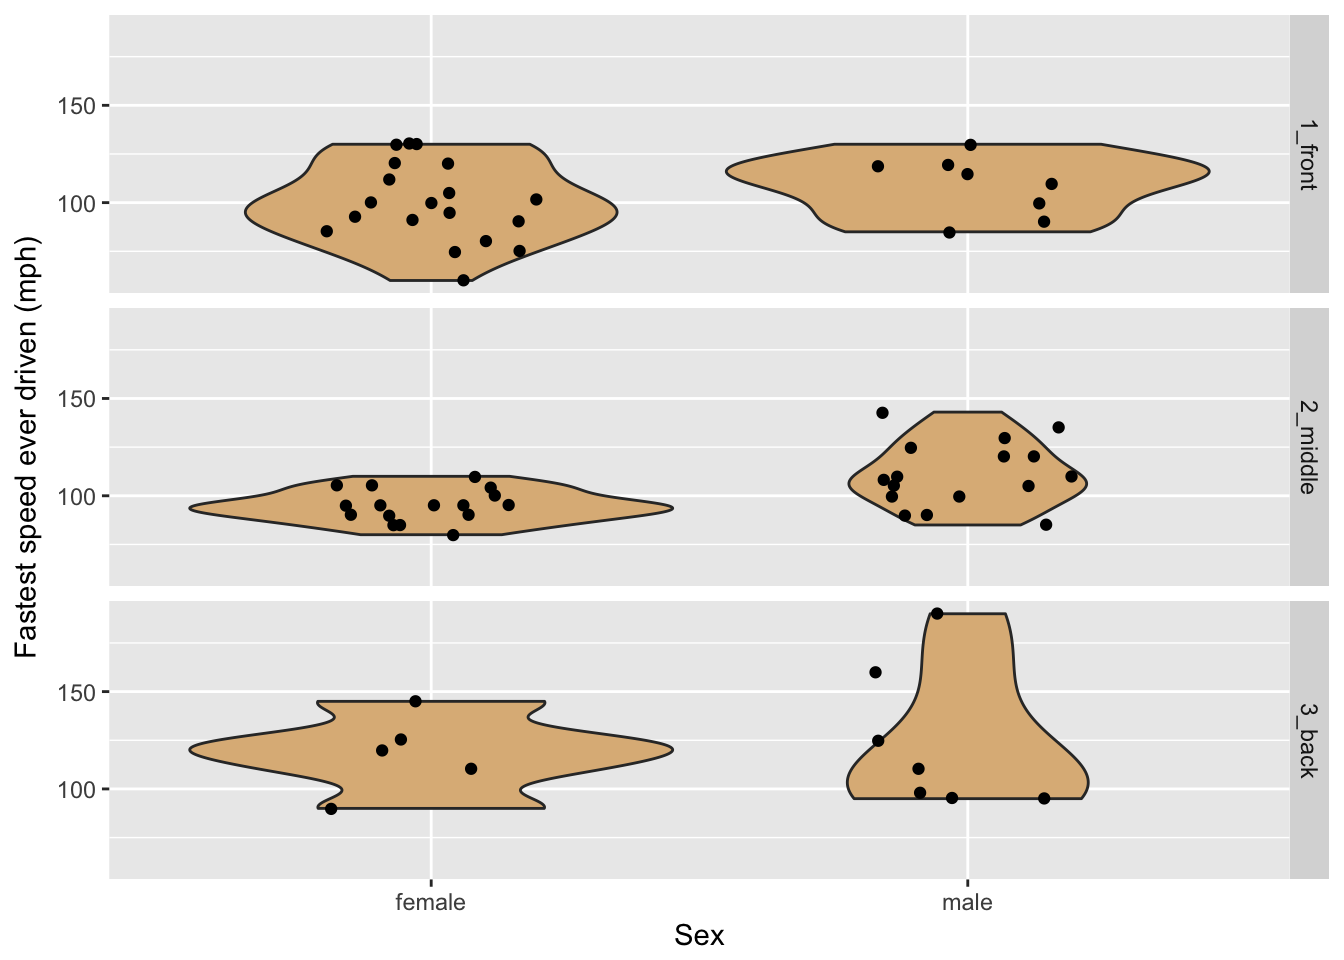 Fastest speed ever driven (mph)
150
100
1_front
150
100
2_middle
150
100
3_back
female
male
Sex